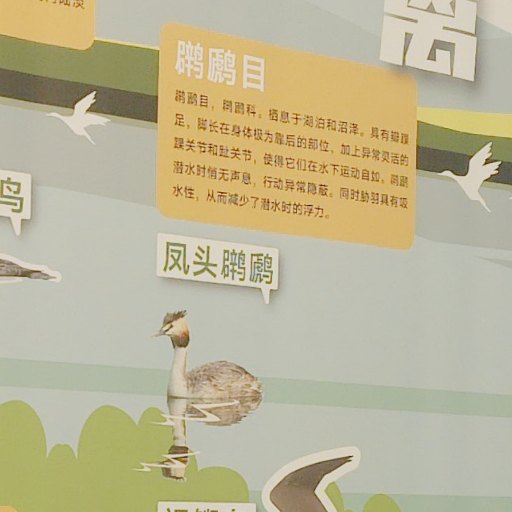 离
䴙䴘目
䴙䴘目，䴙䴘科。栖息于湖泊和沼泽。具有瓣蹼
足，脚长在身体极为靠后的部位，加上异常灵活的
踝关节和趾关节，使得它们在水下运动自如。䴙䴘
潜水时悄无声息，行动异常隐蔽。同时胁羽具有吸
水性，从而减少了潜水时的浮力。
鸟
凤头䴙䴘